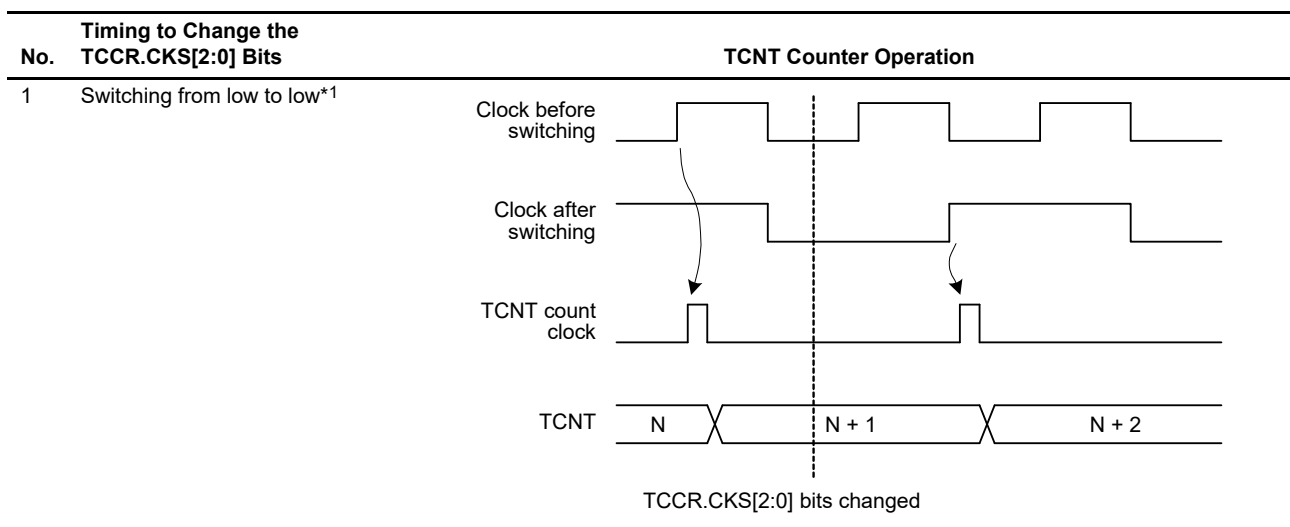 Timing to Change the
No. TCCR.CKS[2:0] Bits TCNT Counter Operation
1 Switching from low to low*1
Clock before
switching
Clock after
switching
TCNT count
clock
TCNT N N + 1 N + 2
TCCR.CKS[2:0] bits changed